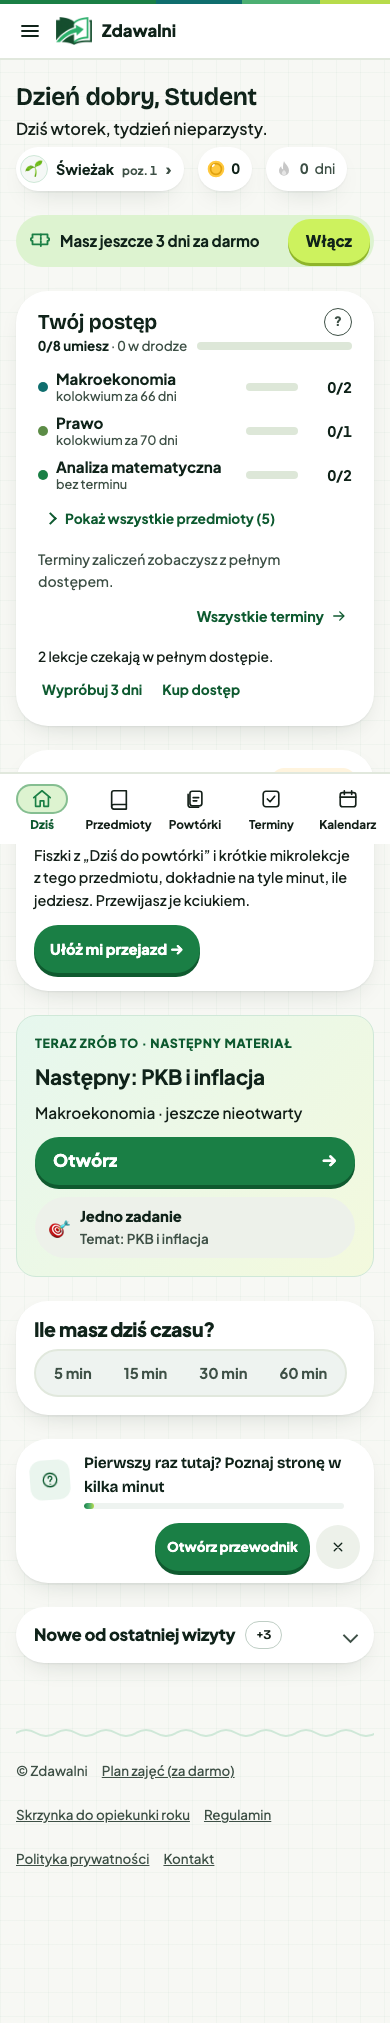 Zdawalni
Dzień dobry, Student
Dziś wtorek, tydzień nieparzysty.
Świeżak poz. 1 ›
0
0 dni
Masz jeszcze 3 dni za darmo
Włącz
Twój postęp
?
0/8 umiesz · 0 w drodze
Makroekonomia
kolokwium za 66 dni
0/2
Prawo
kolokwium za 70 dni
0/1
Analiza matematyczna
bez terminu
0/2
Pokaż wszystkie przedmioty (5)
Terminy zaliczeń zobaczysz z pełnym
dostępem.
Wszystkie terminy →
2 lekcje czekają w pełnym dostępie.
Wypróbuj 3 dni
Kup dostęp
Dziś
Przedmioty
Powtórki
Terminy
Kalendarz
Fiszki z „Dziś do powtórki” i krótkie mikrolekcje
z tego przedmiotu, dokładnie na tyle minut, ile
jedziesz. Przewijasz je kciukiem.
Ułóż mi przejazd →
TERAZ ZRÓB TO · NASTĘPNY MATERIAŁ
Następny: PKB i inflacja
Makroekonomia · jeszcze nieotwarty
Otwórz →
Jedno zadanie
Temat: PKB i inflacja
Ile masz dziś czasu?
5 min
15 min
30 min
60 min
Pierwszy raz tutaj? Poznaj stronę w
kilka minut
Otwórz przewodnik
×
Nowe od ostatniej wizyty
+3
© Zdawalni
Plan zajęć (za darmo)
Skrzynka do opiekunki roku
Regulamin
Polityka prywatności
Kontakt